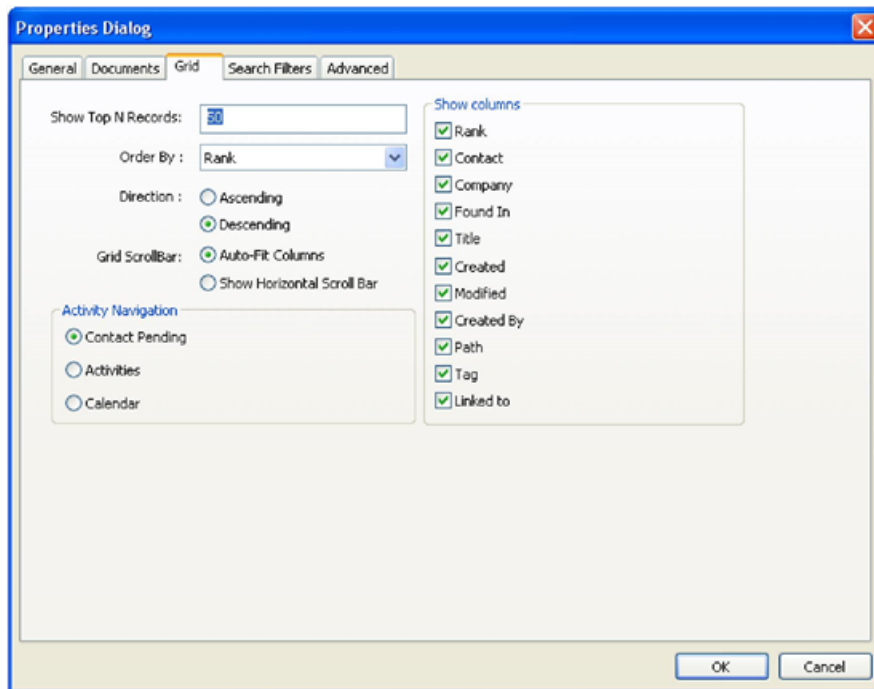 Properties Dialog
General Documents Grid Search Filters Advanced
Show Top N Records: 50
Order By : Rank
Direction : Ascending
Descending
Grid ScrollBar: Auto-Fit Columns
Show Horizontal Scroll Bar
Activity Navigation
Contact Pending
Activities
Calendar
Show columns
Rank
Contact
Company
Found In
Title
Created
Modified
Created By
Path
Tag
Linked to
OK Cancel